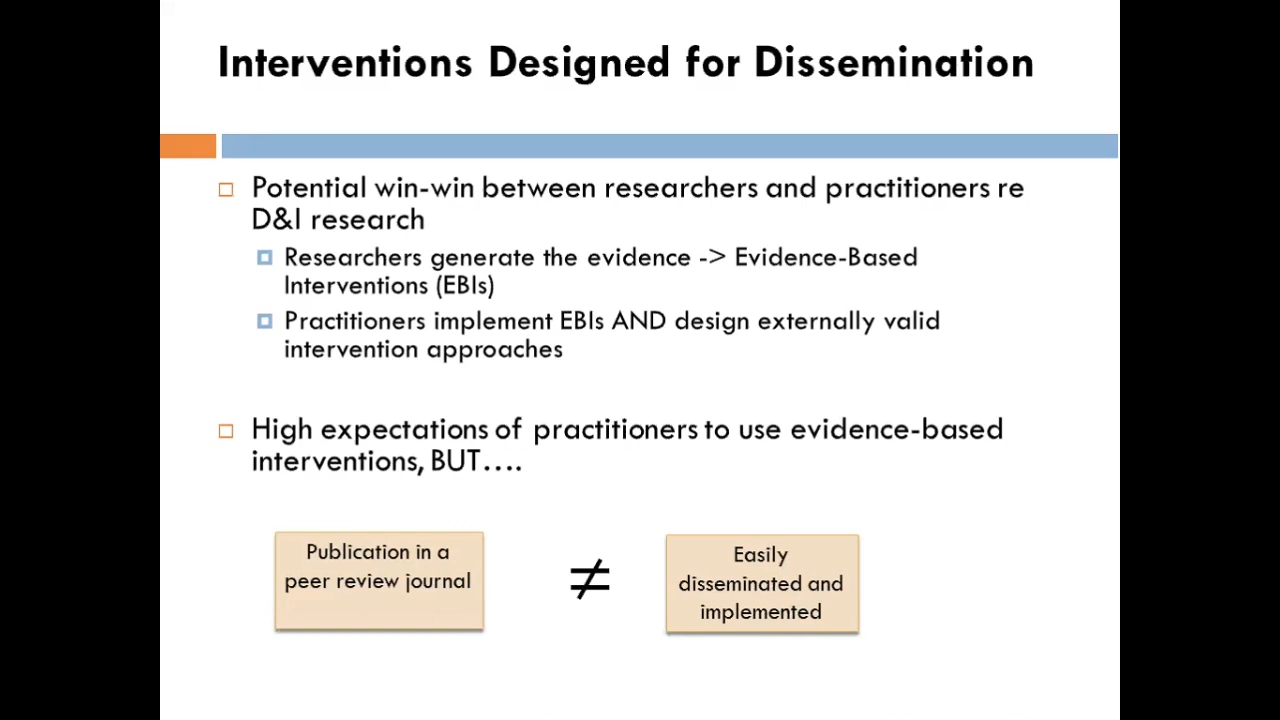 Interventions Designed for Dissemination
Potential win-win between researchers and practitioners re
D&I research
Researchers generate the evidence -> Evidence-Based
Interventions (EBIs)
Practitioners implement EBIs AND design externally valid
intervention approaches
High expectations of practitioners to use evidence-based
interventions, BUT....
Publication in a
peer review journal
≠
Easily
disseminated and
implemented